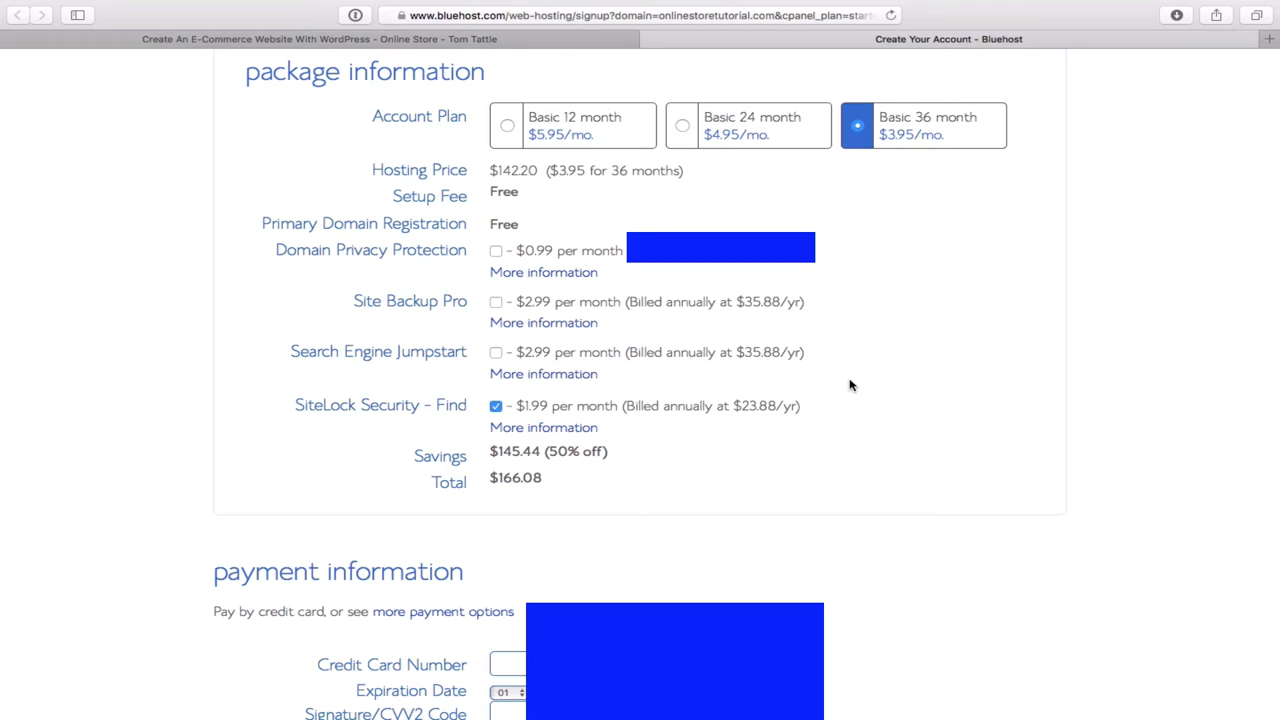 www.bluehost.com/web-hosting/signup?domain=onlinestoretutorial.com&cpanel_plan=start
Create An E-Commerce Website With WordPress - Online Store - Tom Tattle
Create Your Account - Bluehost
package information
Account Plan
Basic 12 month
$5.95/mo.
Basic 24 month
$4.95/mo.
Basic 36 month
$3.95/mo.
Hosting Price
$142.20 ($3.95 for 36 months)
Setup Fee
Free
Primary Domain Registration
Free
Domain Privacy Protection
- $0.99 per month
More information
Site Backup Pro
- $2.99 per month (Billed annually at $35.88/yr)
More information
Search Engine Jumpstart
- $2.99 per month (Billed annually at $35.88/yr)
More information
SiteLock Security - Find
- $1.99 per month (Billed annually at $23.88/yr)
More information
Savings
$145.44 (50% off)
Total
$166.08
payment information
Pay by credit card, or see more payment options
Credit Card Number
Expiration Date
01
Signature/CVV2 Code